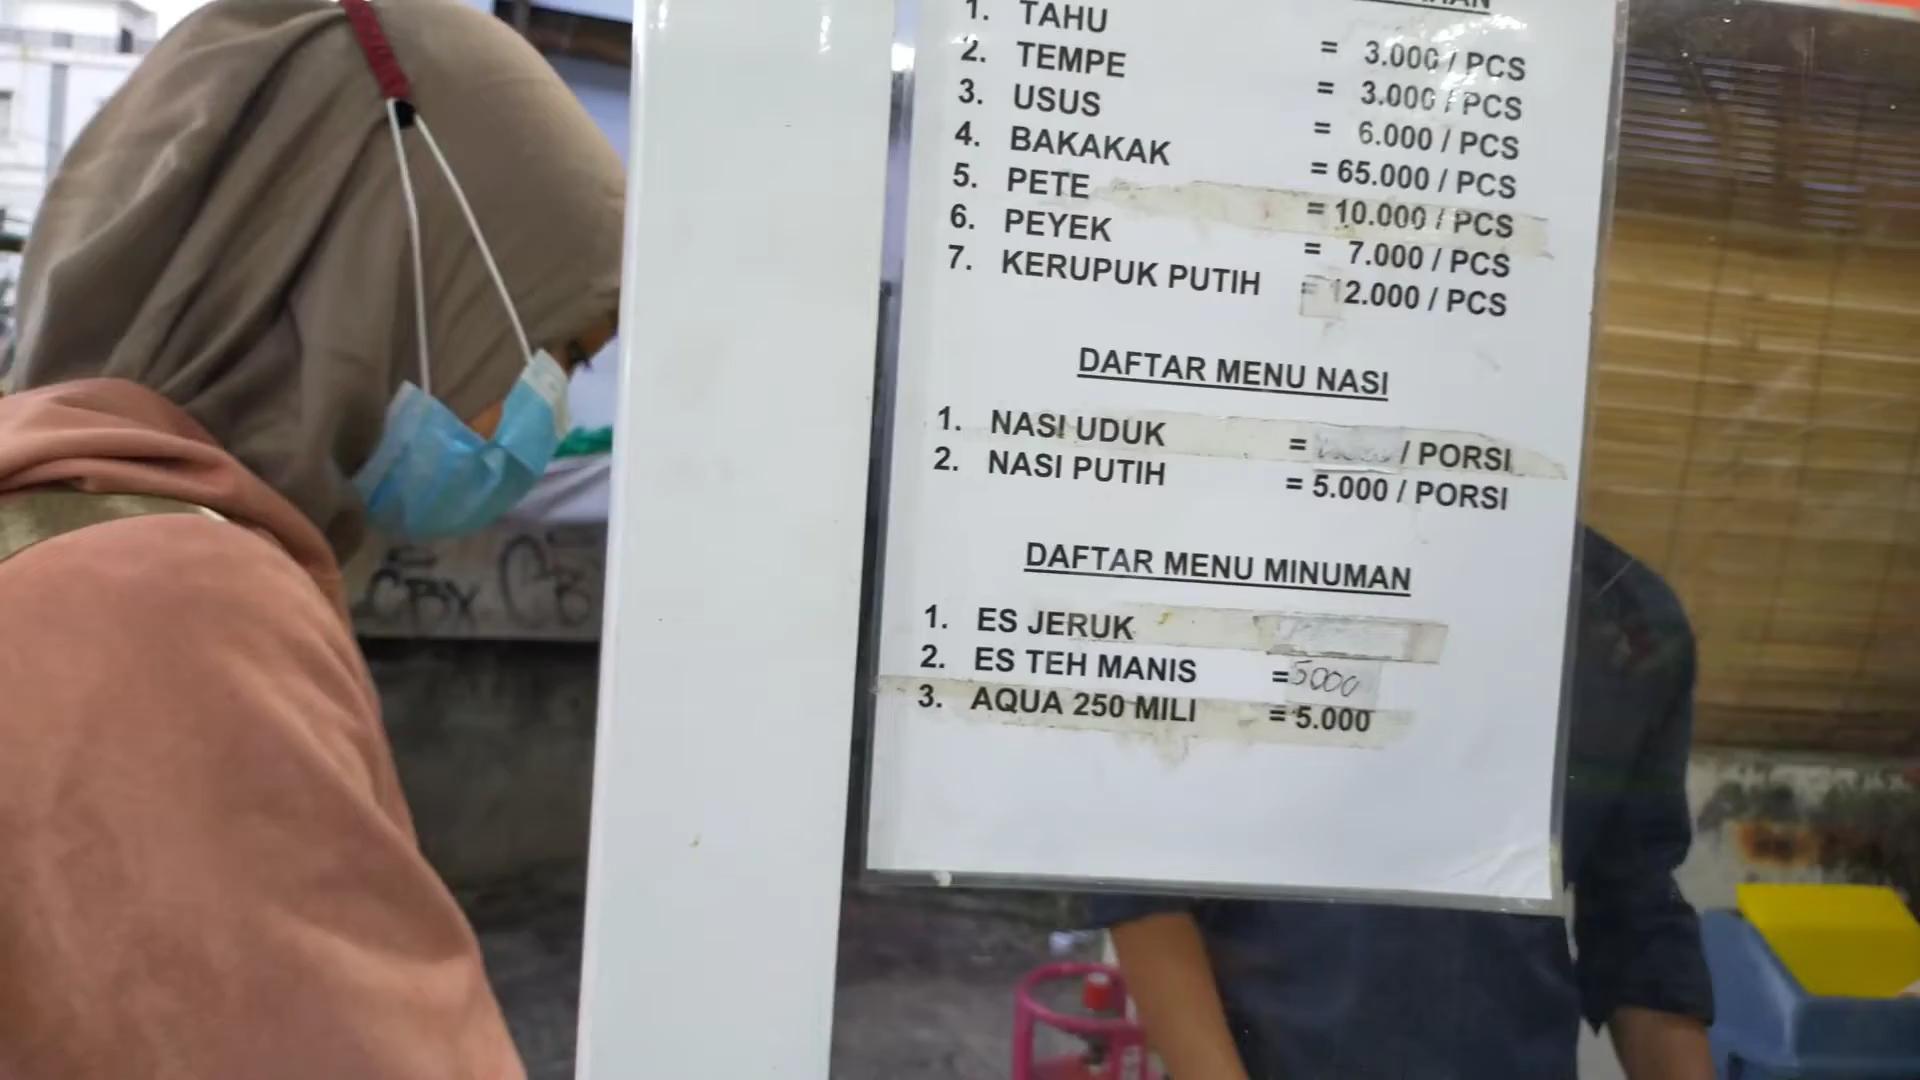 1. TAHU = 3.000 / PCS
2. TEMPE = 3.000 / PCS
3. USUS = 6.000 / PCS
4. BAKAKAK = 65.000 / PCS
5. PETE = 10.000 / PCS
6. PEYEK = 7.000 / PCS
7. KERUPUK PUTIH = 12.000 / PCS
DAFTAR MENU NASI
1. NASI UDUK = / PORSI
2. NASI PUTIH = 5.000 / PORSI
DAFTAR MENU MINUMAN
1. ES JERUK
2. ES TEH MANIS =5000
3. AQUA 250 MILI = 5.000
CBX